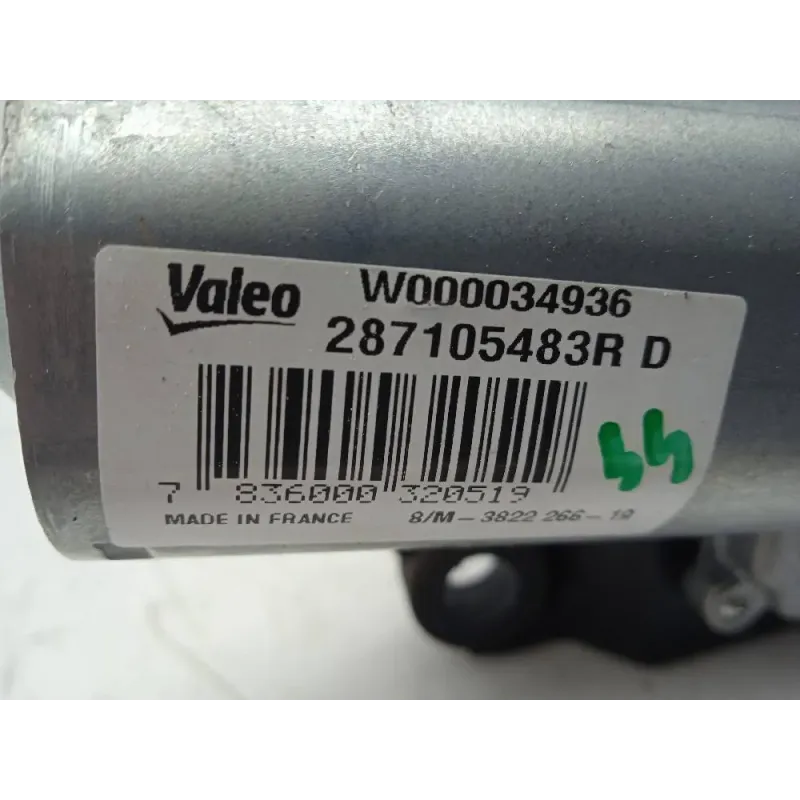 Valeo W000034936
287105483R D
7 836000 320519
MADE IN FRANCE 8/M-3822 266-19